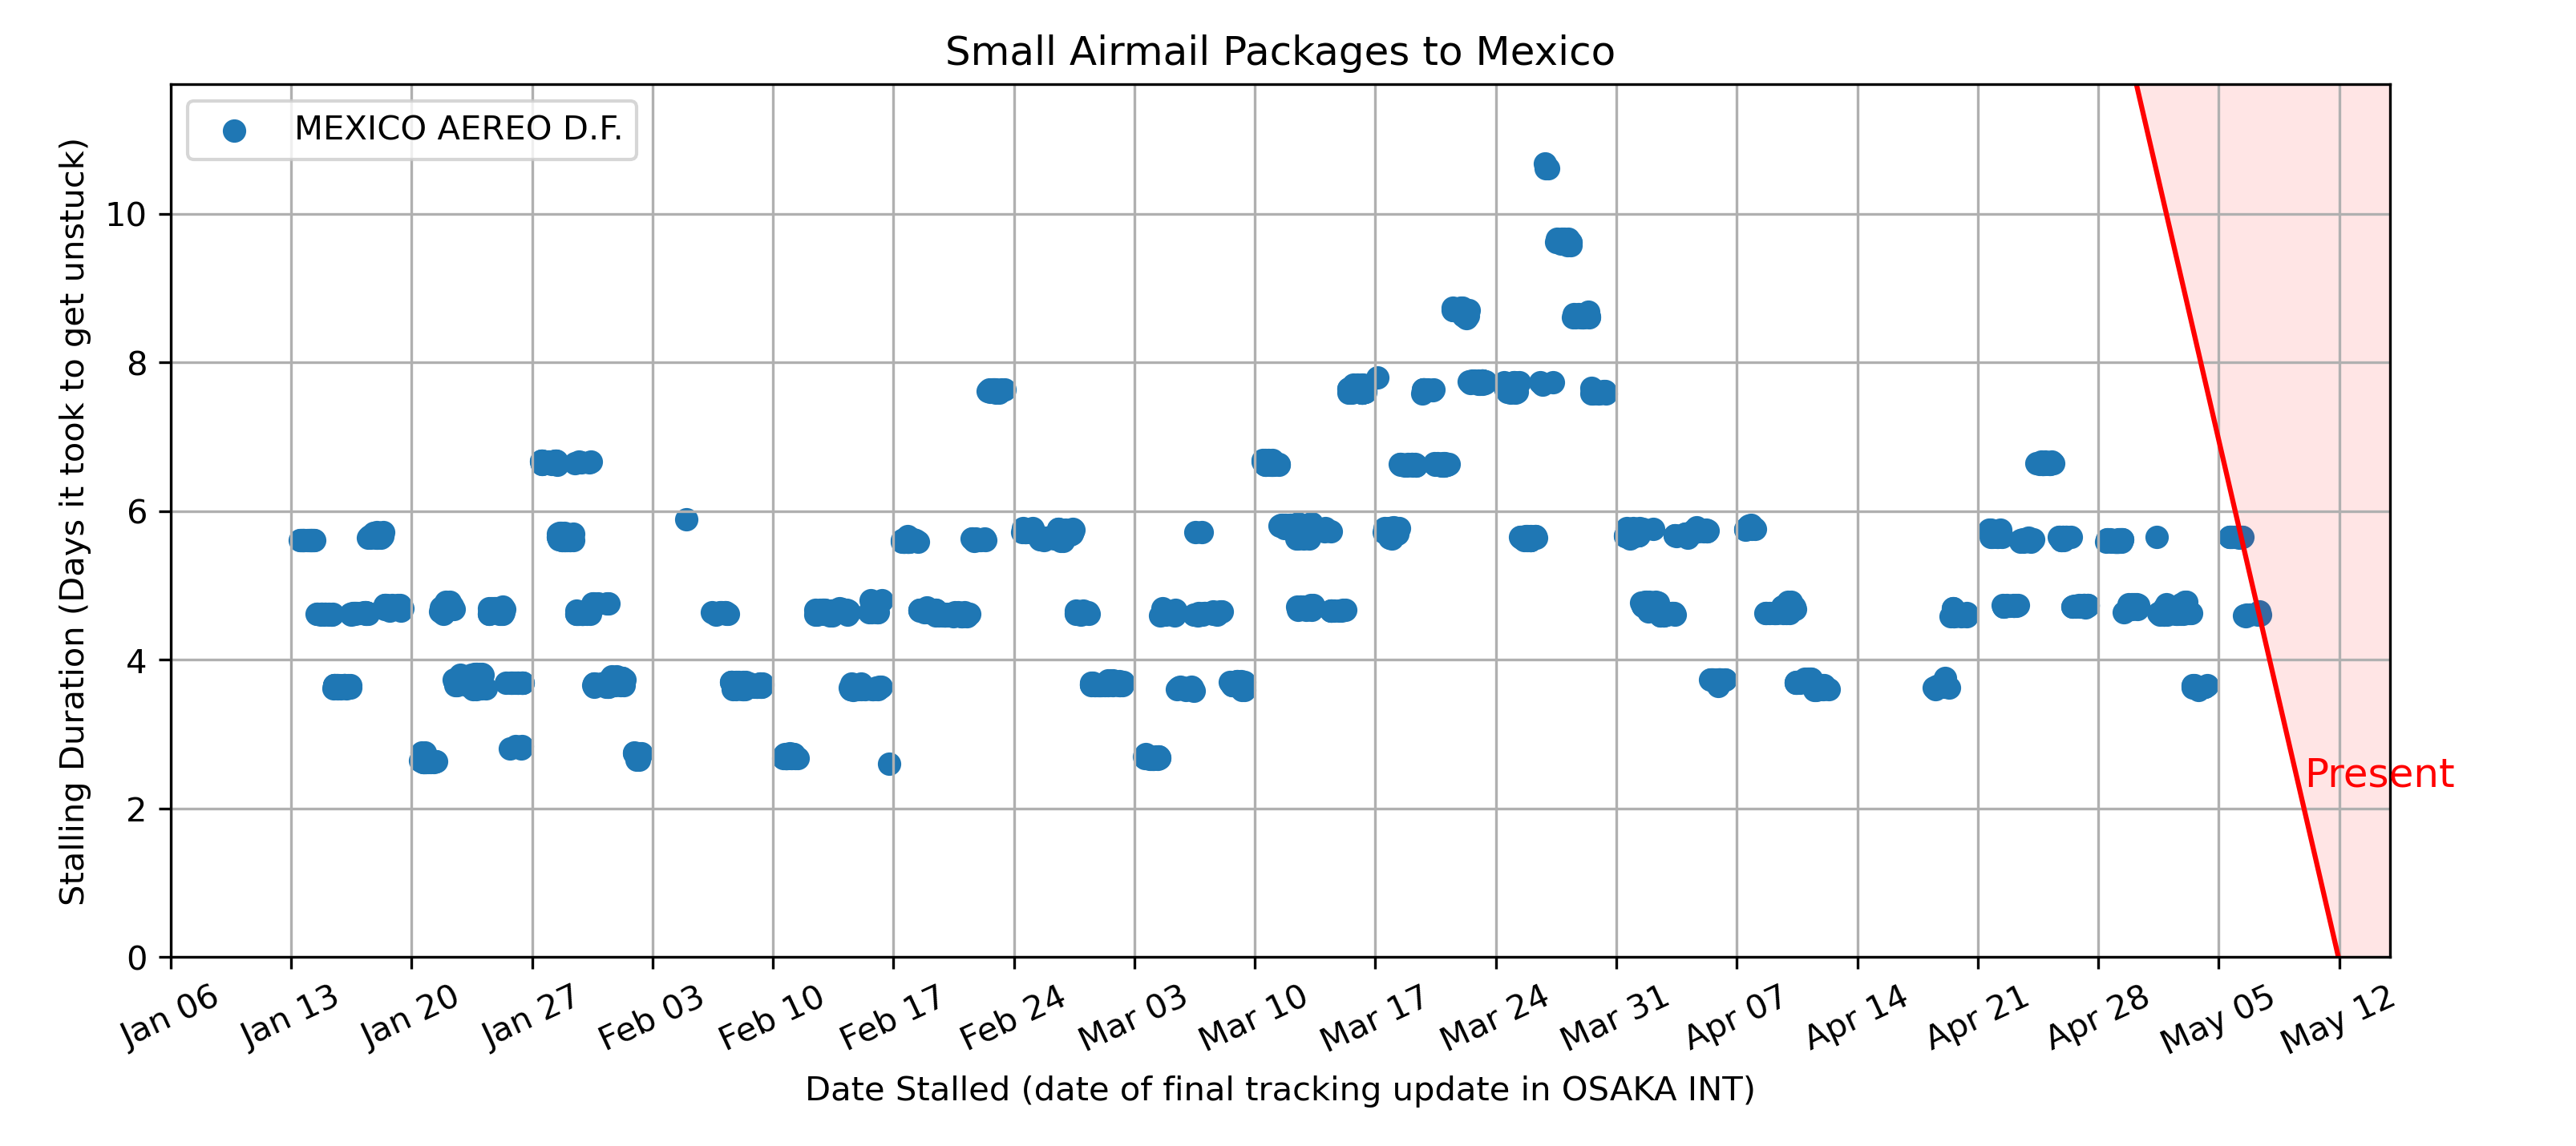 Small Airmail Packages to Mexico
MEXICO AEREO D.F.
Stalling Duration (Days it took to get unstuck)
10
8
6
4
2
0
Present
Jan 06
Jan 13
Jan 20
Jan 27
Feb 03
Feb 10
Feb 17
Feb 24
Mar 03
Mar 10
Mar 17
Mar 24
Mar 31
Apr 07
Apr 14
Apr 21
Apr 28
May 05
May 12
Date Stalled (date of final tracking update in OSAKA INT)